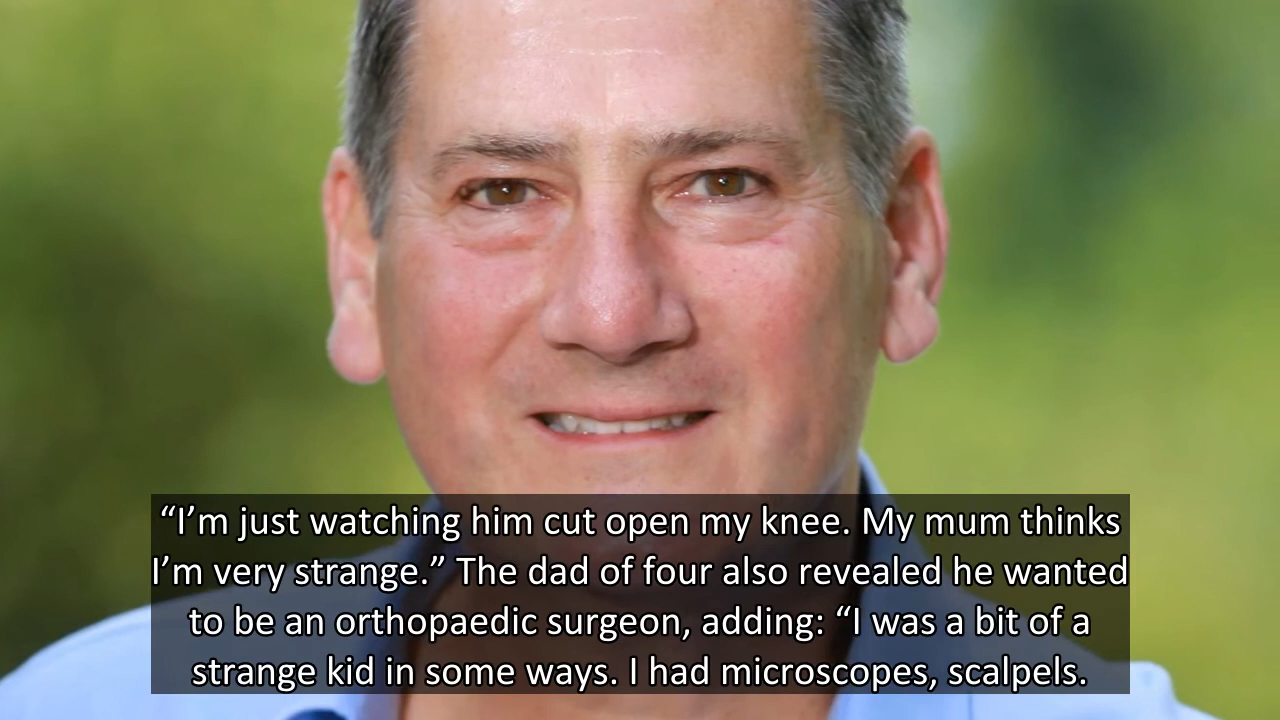 “I’m just watching him cut open my knee. My mum thinks
I’m very strange.” The dad of four also revealed he wanted
to be an orthopaedic surgeon, adding: “I was a bit of a
strange kid in some ways. I had microscopes, scalpels.